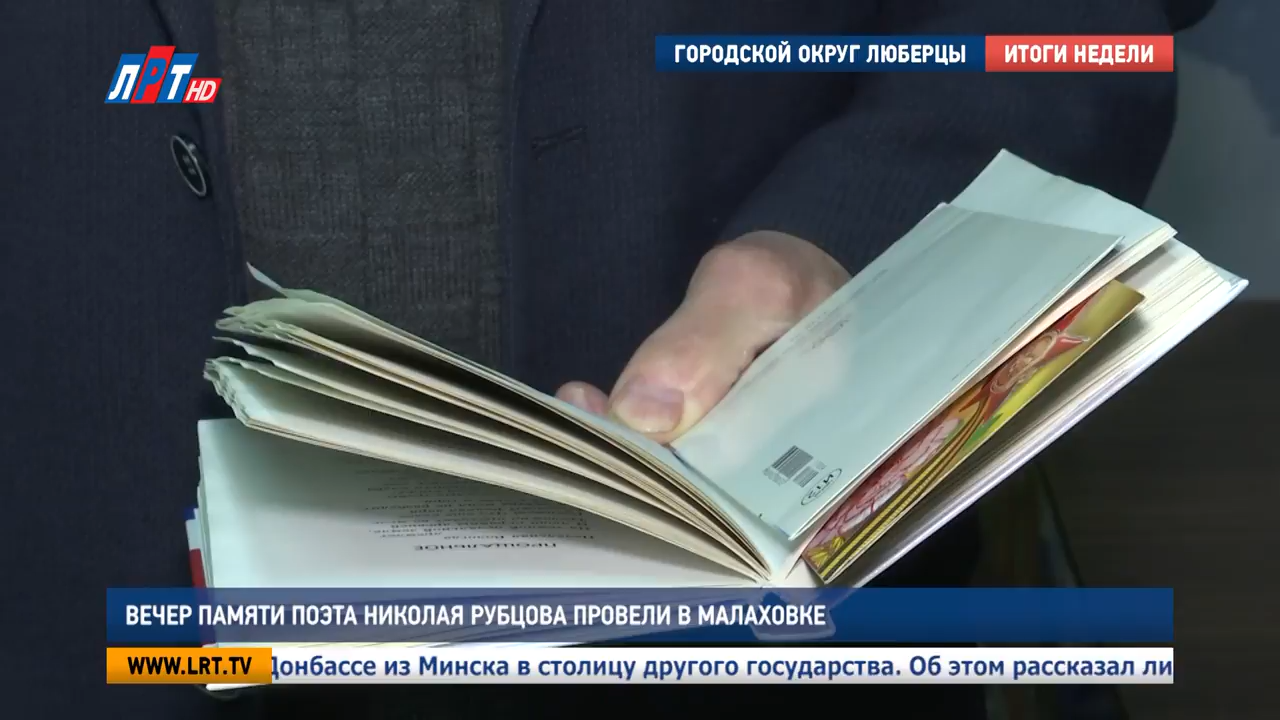 ЛРТ HD
ГОРОДСКОЙ ОКРУГ ЛЮБЕРЦЫ
ИТОГИ НЕДЕЛИ
ПРОЩАЛЬНОЕ
ВЕЧЕР ПАМЯТИ ПОЭТА НИКОЛАЯ РУБЦОВА ПРОВЕЛИ В МАЛАХОВКЕ
WWW.LRT.TV
Донбассе из Минска в столицу другого государства. Об этом рассказал ли